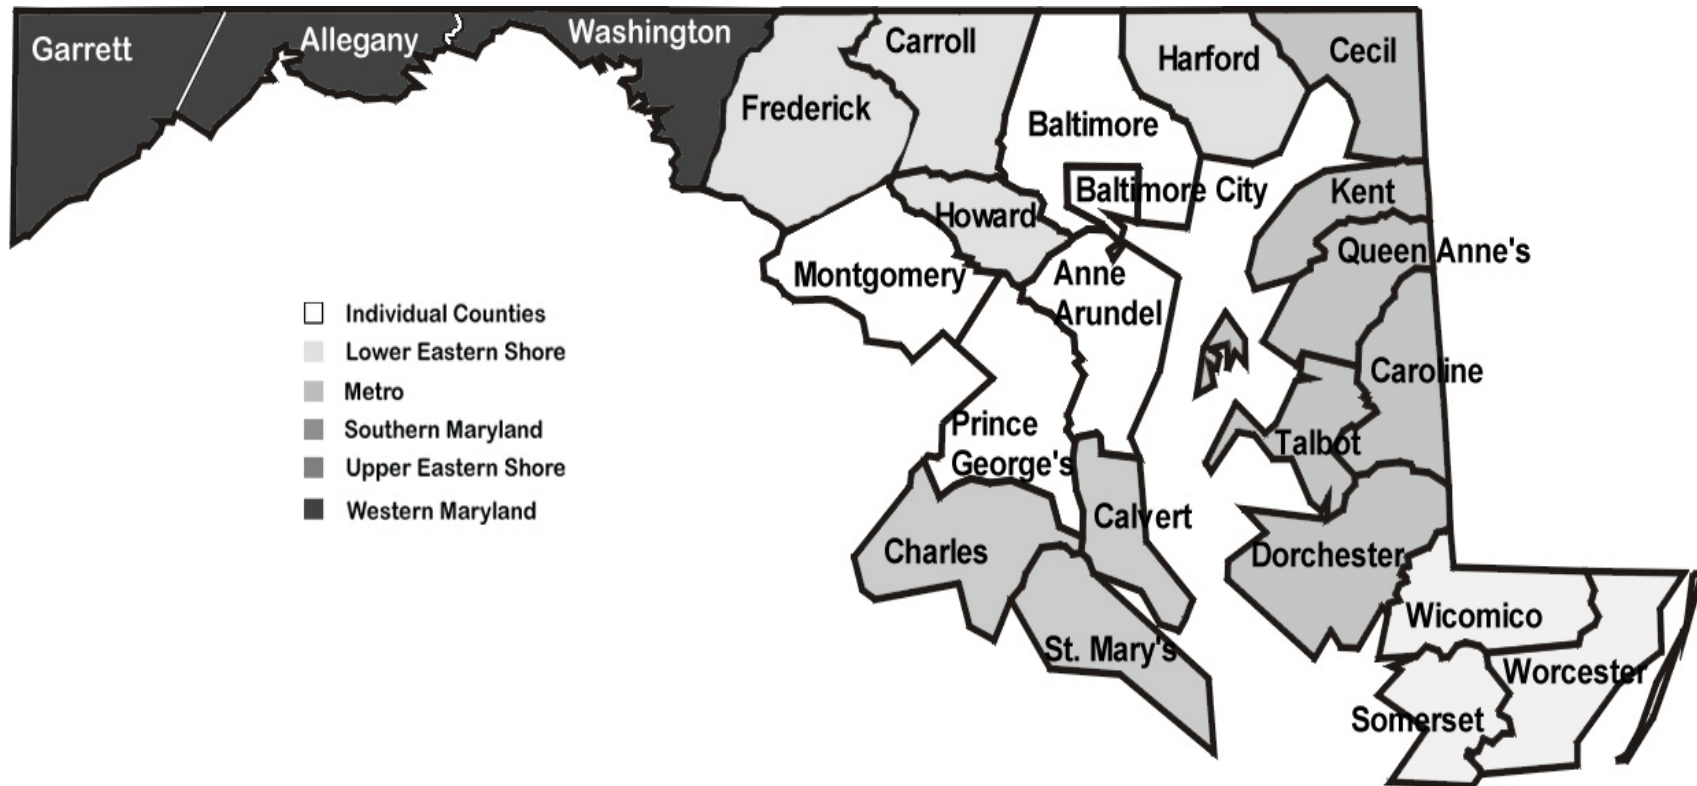 Garrett
Allegany
Washington
Carroll
Harford
Cecil
Frederick
Baltimore
Baltimore City
Kent
Howard
Queen Anne's
Montgomery
Anne
Arundel
Individual Counties
Lower Eastern Shore
Metro
Southern Maryland
Upper Eastern Shore
Western Maryland
Caroline
Prince
George's
Talbot
Calvert
Charles
Dorchester
Wicomico
St. Mary's
Worcester
Somerset